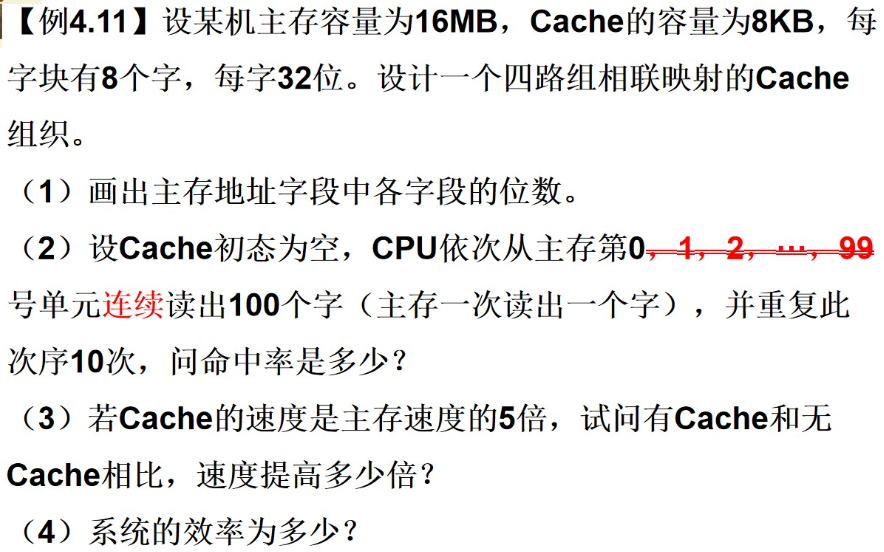 【例4.11】设某机主存容量为16MB，Cache的容量为8KB，每
字块有8个字，每字32位。设计一个四路组相联映射的Cache
组织。
（1）画出主存地址字段中各字段的位数。
（2）设Cache初态为空，CPU依次从主存第0，1，2，…，99
号单元连续读出100个字（主存一次读出一个字），并重复此
次序10次，问命中率是多少？
（3）若Cache的速度是主存速度的5倍，试问有Cache和无
Cache相比，速度提高多少倍？
（4）系统的效率为多少？